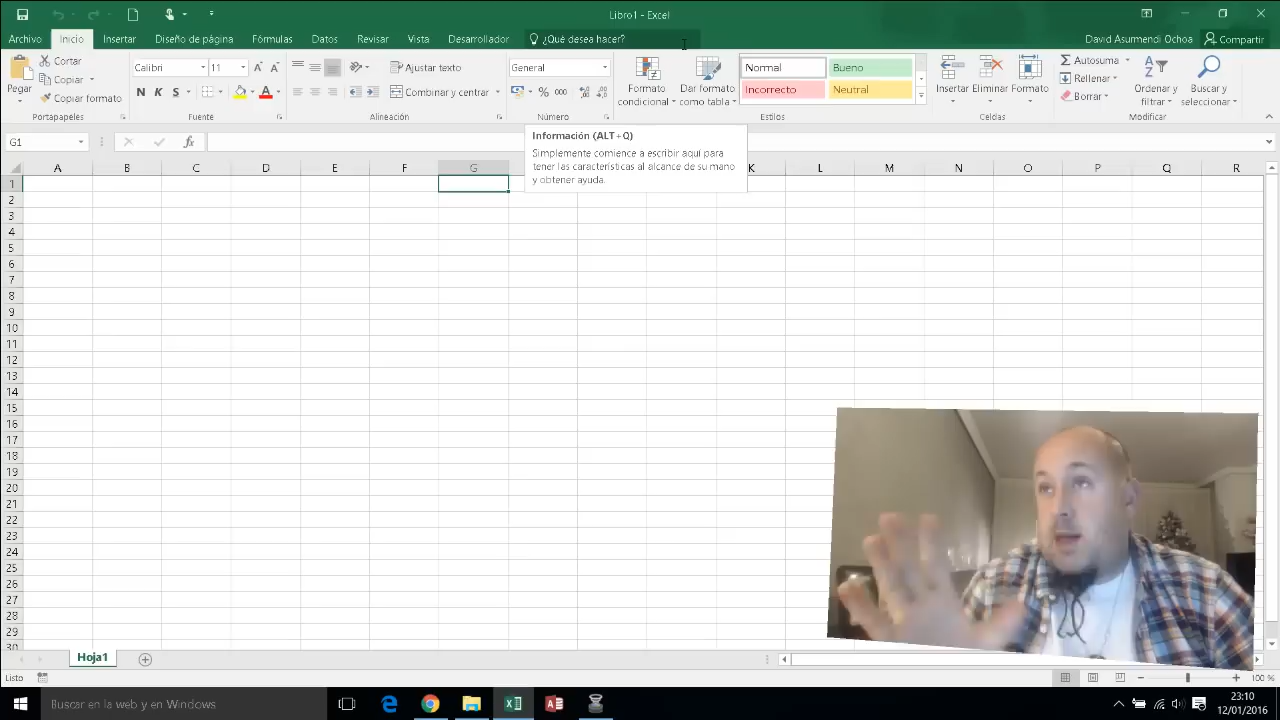 Libro1 - Excel
Archivo Inicio Insertar Diseño de página Fórmulas Datos Revisar Vista Desarrollador ¿Qué desea hacer? David Asumendi Ochoa Compartir
Pegar
Cortar
Copiar
Copiar formato
Portapapeles
Calibri 11
N K S
Fuente
Ajustar texto
Combinar y centrar
Alineación
General
% 000
Número
Formato condicional
Dar formato como tabla
Normal Bueno
Incorrecto Neutral
Estilos
Insertar Eliminar Formato
Celdas
Autosuma
Rellenar
Borrar
Ordenar y filtrar
Buscar y seleccionar
Modificar
G1 fx
Información (ALT+Q)
Simplemente comience a escribir aquí para
tener las características al alcance de su mano
y obtener ayuda.
A B C D E F G K L M N O P Q R
1
2
3
4
5
6
7
8
9
10
11
12
13
14
15
16
17
18
19
20
21
22
23
24
25
26
27
28
29
30
Hoja1
Listo 100 %
Buscar en la web y en Windows
23:10
12/01/2016